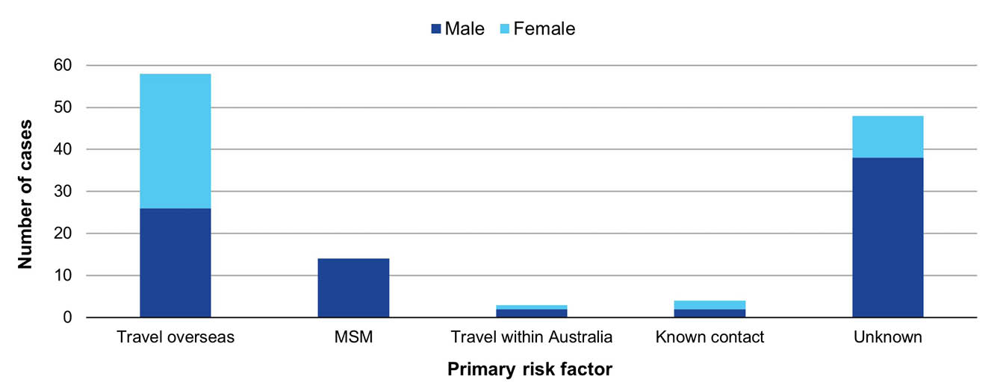 Male Female
60
50
40
30
20
10
0
Number of cases
Travel overseas MSM Travel within Australia Known contact Unknown
Primary risk factor